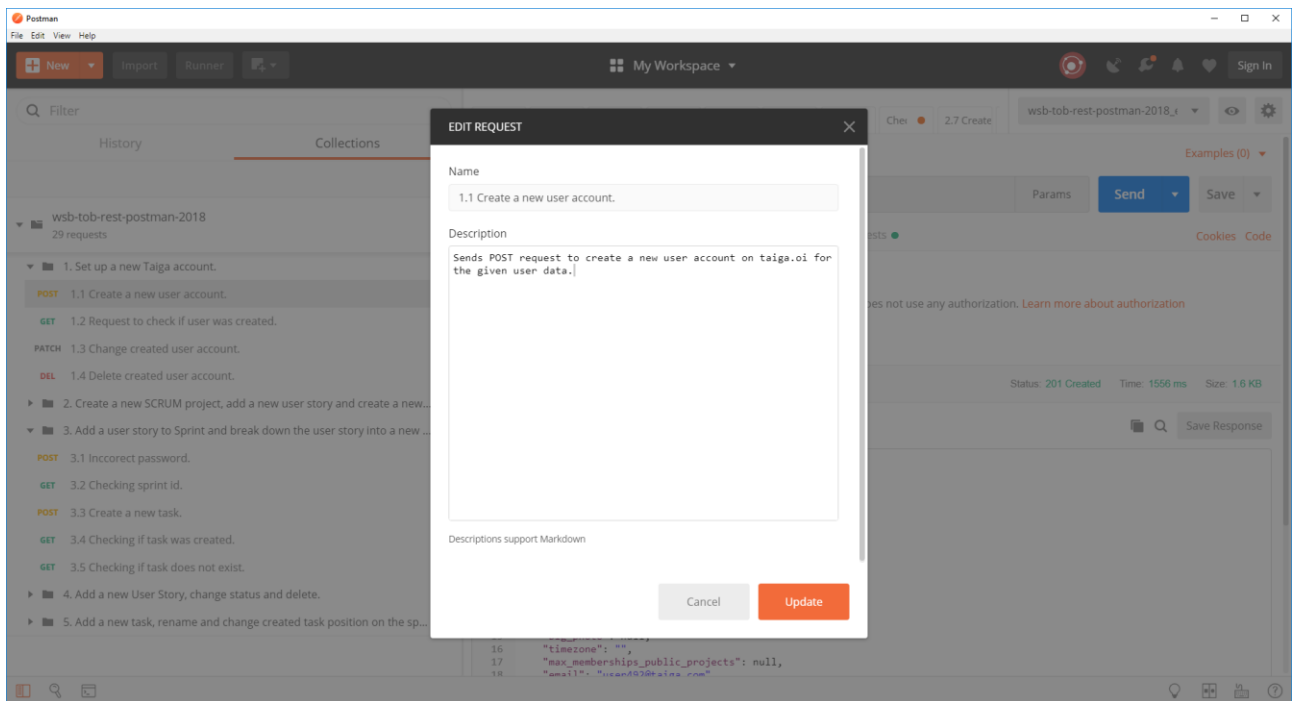 Postman
File Edit View Help
New Import Runner My Workspace Sign In
Filter
History Collections
wsb-tob-rest-postman-2018
29 requests
1. Set up a new Taiga account.
POST 1.1 Create a new user account.
GET 1.2 Request to check if user was created.
PATCH 1.3 Change created user account.
DEL 1.4 Delete created user account.
2. Create a new SCRUM project, add a new user story and create a new...
3. Add a user story to Sprint and break down the user story into a new ...
POST 3.1 Inccorect password.
GET 3.2 Checking sprint id.
POST 3.3 Create a new task.
GET 3.4 Checking if task was created.
GET 3.5 Checking if task does not exist.
4. Add a new User Story, change status and delete.
5. Add a new task, rename and change created task position on the sp...
EDIT REQUEST
Name
1.1 Create a new user account.
Description
Sends POST request to create a new user account on taiga.oi for
the given user data.
Descriptions support Markdown
Cancel Update
2.7 Create
wsb-tob-rest-postman-2018_
Examples (0)
Params Send Save
Cookies Code
not use any authorization. Learn more about authorization
Status: 201 Created Time: 1556 ms Size: 1.6 KB
Save Response
16 "timezone": "",
17 "max_memberships_public_projects": null,
18